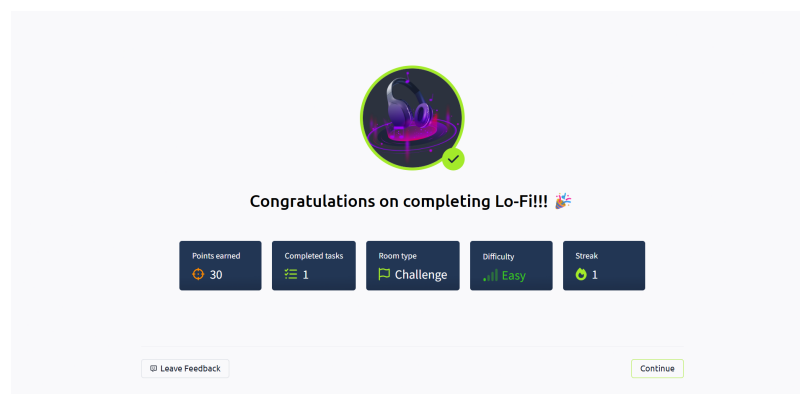 Congratulations on completing Lo-Fi!!! 🎉
Points earned
30
Completed tasks
1
Room type
Challenge
Difficulty
Easy
Streak
1
Leave Feedback
Continue